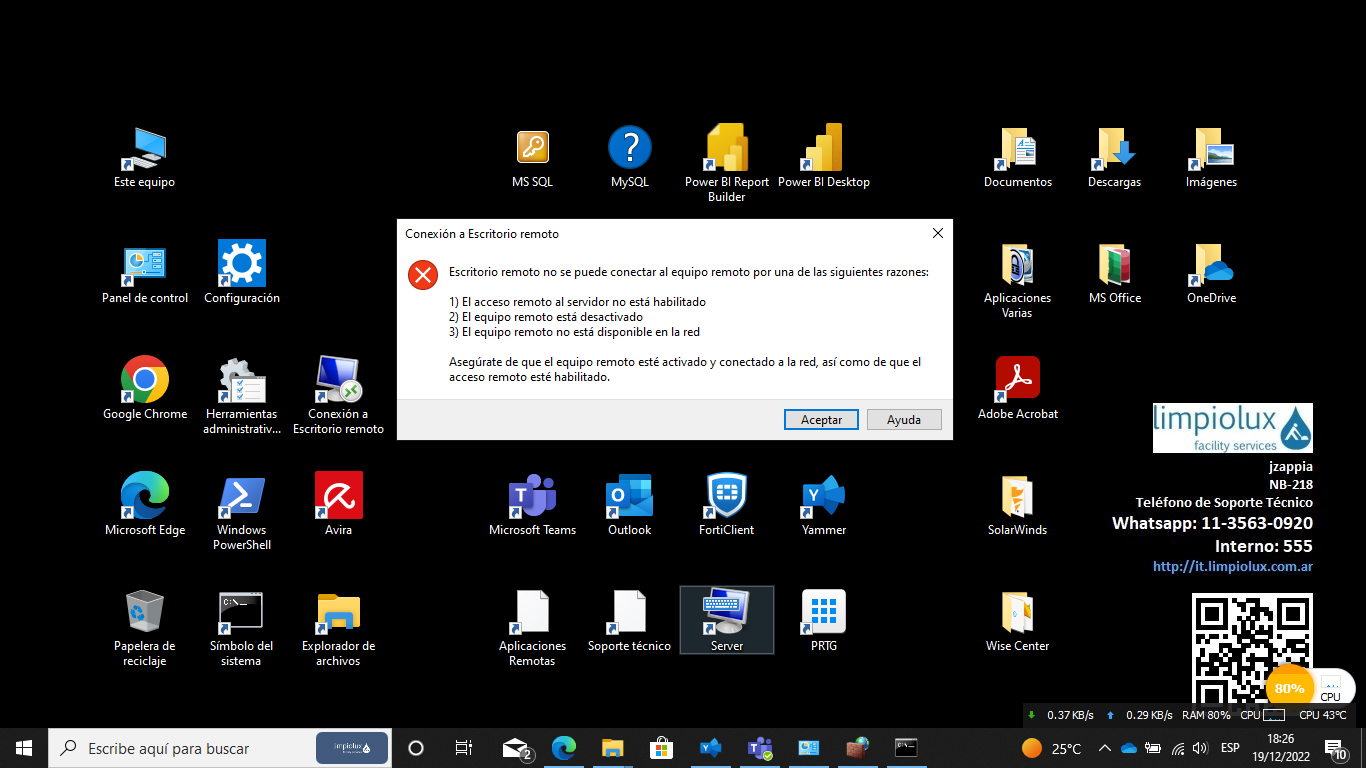 MS SQL
MySQL
Power BI Report
Builder
Power BI Desktop
Este equipo
Documentos
Descargas
Imágenes
Conexión a Escritorio remoto
Escritorio remoto no se puede conectar al equipo remoto por una de las siguientes razones:
1) El acceso remoto al servidor no está habilitado
2) El equipo remoto está desactivado
3) El equipo remoto no está disponible en la red
Asegúrate de que el equipo remoto esté activado y conectado a la red, así como de que el
acceso remoto esté habilitado.
Aceptar
Ayuda
Panel de control
Configuración
Aplicaciones
Varias
MS Office
OneDrive
Google Chrome
Herramientas
administrativ...
Conexión a
Escritorio remoto
Adobe Acrobat
limpiolux
facility services
jzappia
NB-218
Teléfono de Soporte Técnico
Whatsapp: 11-3563-0920
Interno: 555
http://it.limpiolux.com.ar
Microsoft Edge
Windows
PowerShell
Avira
Microsoft Teams
Outlook
FortiClient
Yammer
SolarWinds
Papelera de
reciclaje
Símbolo del
sistema
Explorador de
archivos
Aplicaciones
Remotas
Soporte técnico
Server
PRTG
Wise Center
80%
CPU
0.37 KB/s
0.29 KB/s
RAM 80%
CPU
CPU 43°C
Escribe aquí para buscar
limpiolux
2
25°C
ESP
18:26
19/12/2022
10